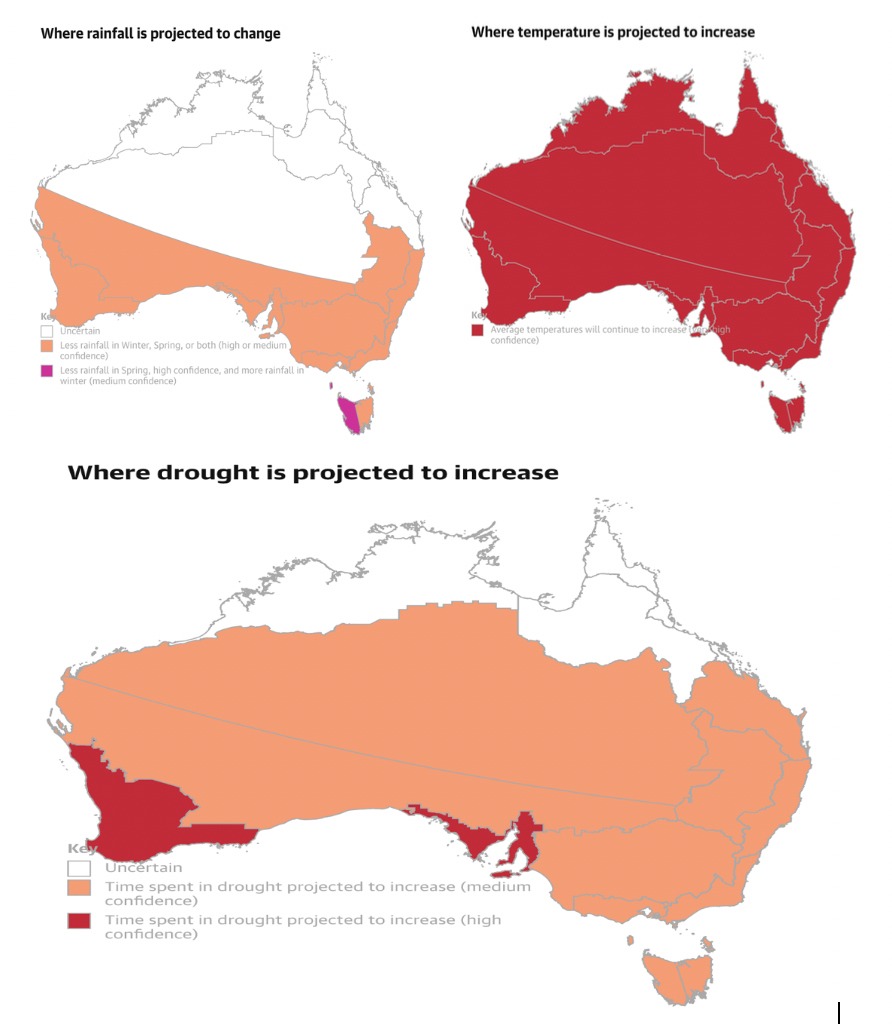 Where rainfall is projected to change
Where temperature is projected to increase
Key
Uncertain
Less rainfall in Winter, Spring, or both (high or medium
confidence)
Less rainfall in Spring, high confidence, and more rainfall in
winter (medium confidence)
Key
Average temperatures will continue to increase high
confidence)
Where drought is projected to increase
Key
Uncertain
Time spent in drought projected to increase (medium
confidence)
Time spent in drought projected to increase (high
confidence)